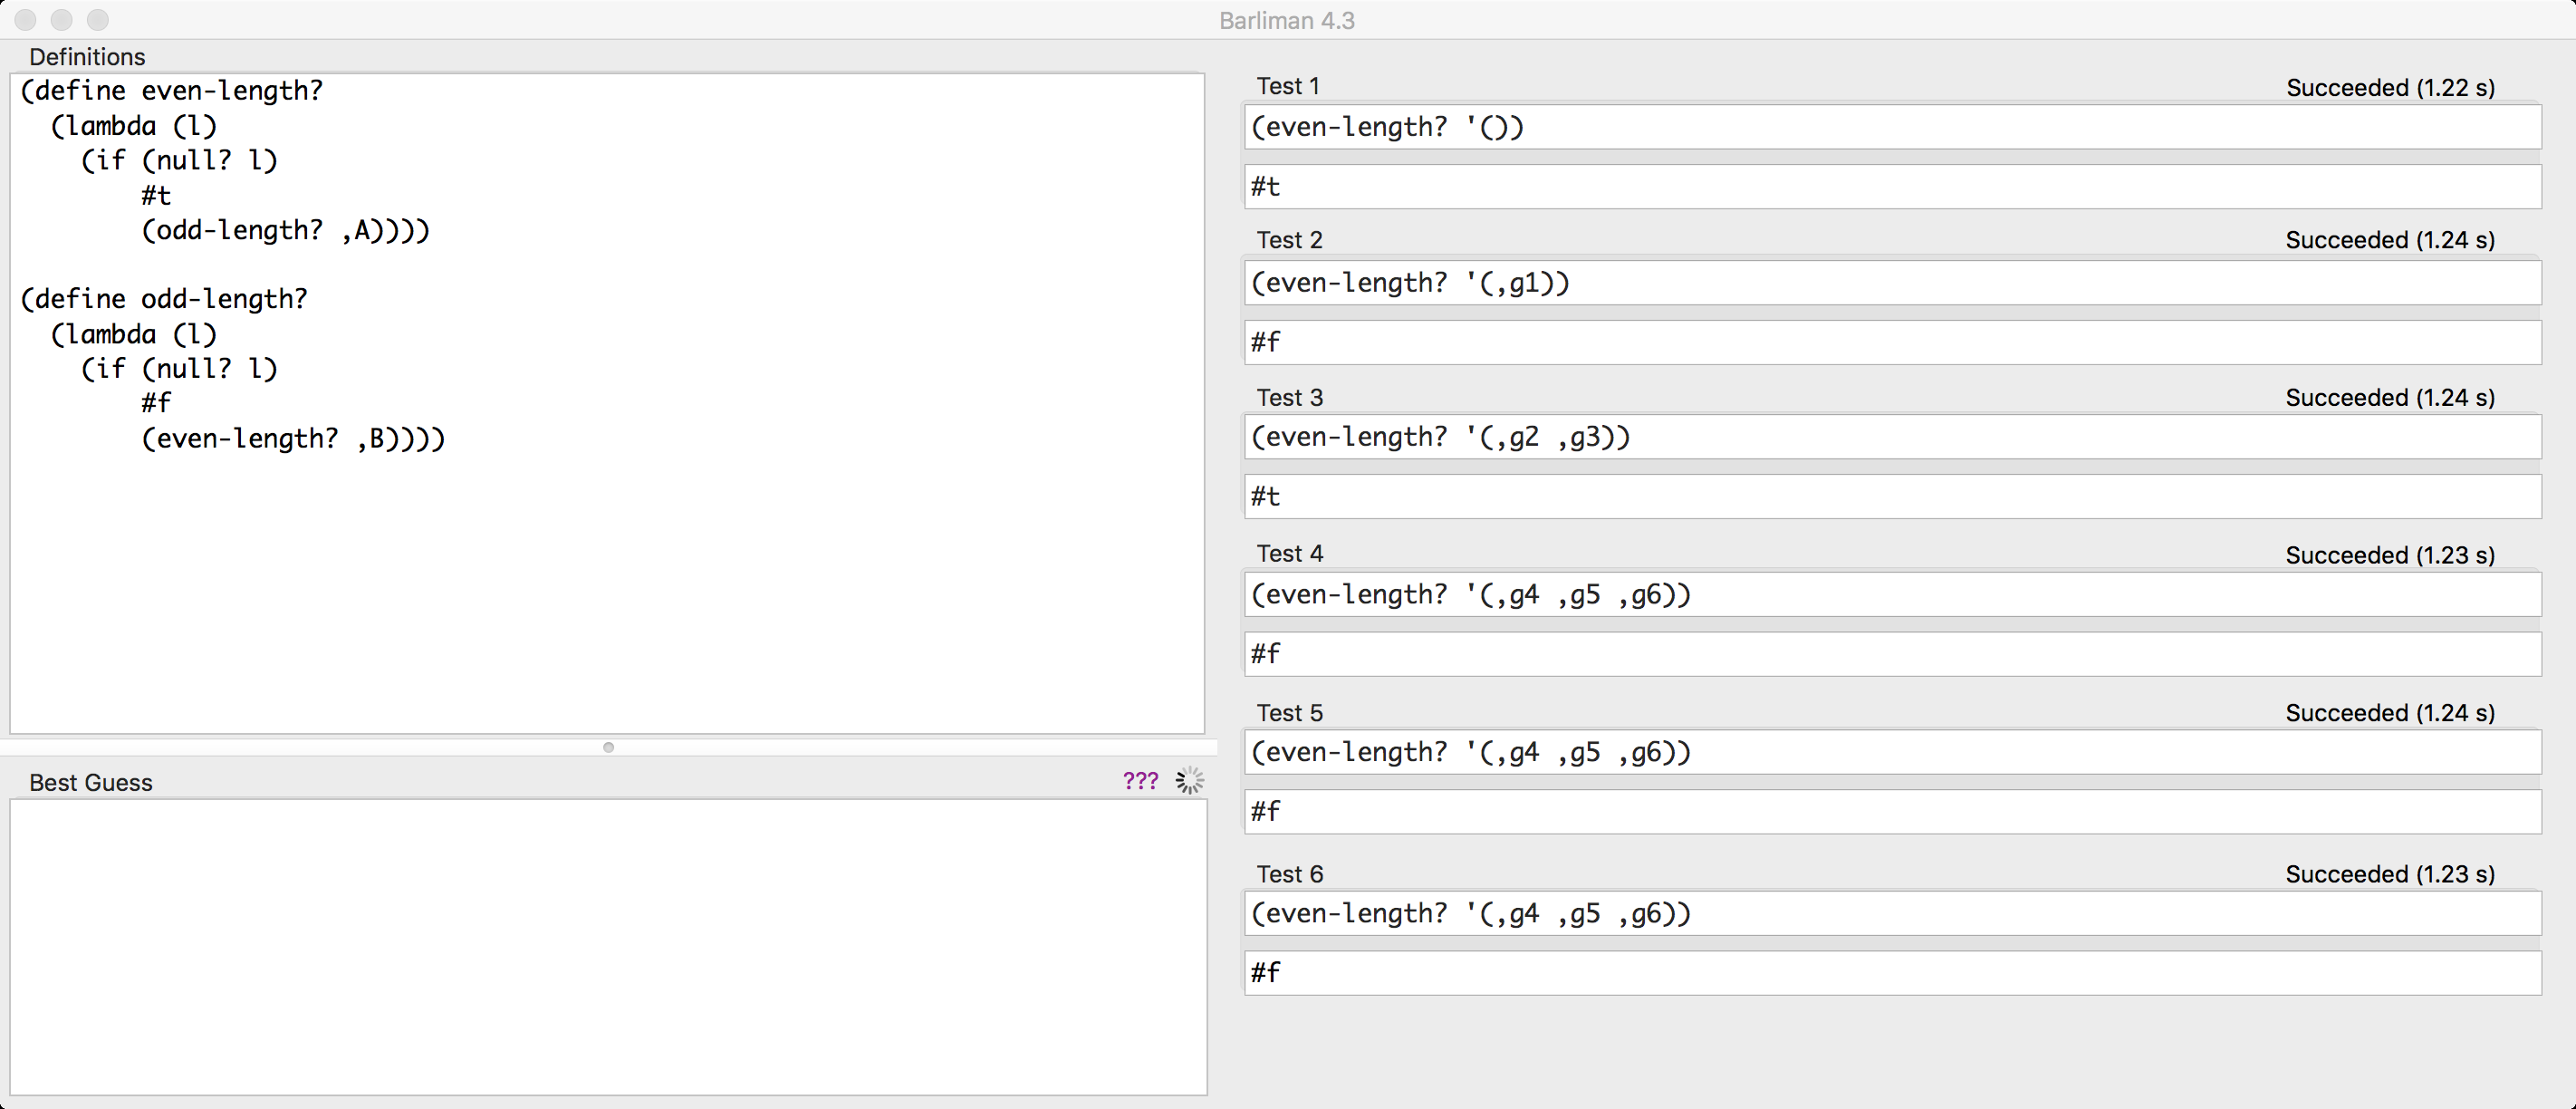 Barliman 4.3
Definitions
(define even-length?
  (lambda (l)
    (if (null? l)
        #t
        (odd-length? ,A))))

(define odd-length?
  (lambda (l)
    (if (null? l)
        #f
        (even-length? ,B))))
Best Guess
???
Test 1
Succeeded (1.22 s)
(even-length? '())
#t
Test 2
Succeeded (1.24 s)
(even-length? '(,g1))
#f
Test 3
Succeeded (1.24 s)
(even-length? '(,g2 ,g3))
#t
Test 4
Succeeded (1.23 s)
(even-length? '(,g4 ,g5 ,g6))
#f
Test 5
Succeeded (1.24 s)
(even-length? '(,g4 ,g5 ,g6))
#f
Test 6
Succeeded (1.23 s)
(even-length? '(,g4 ,g5 ,g6))
#f